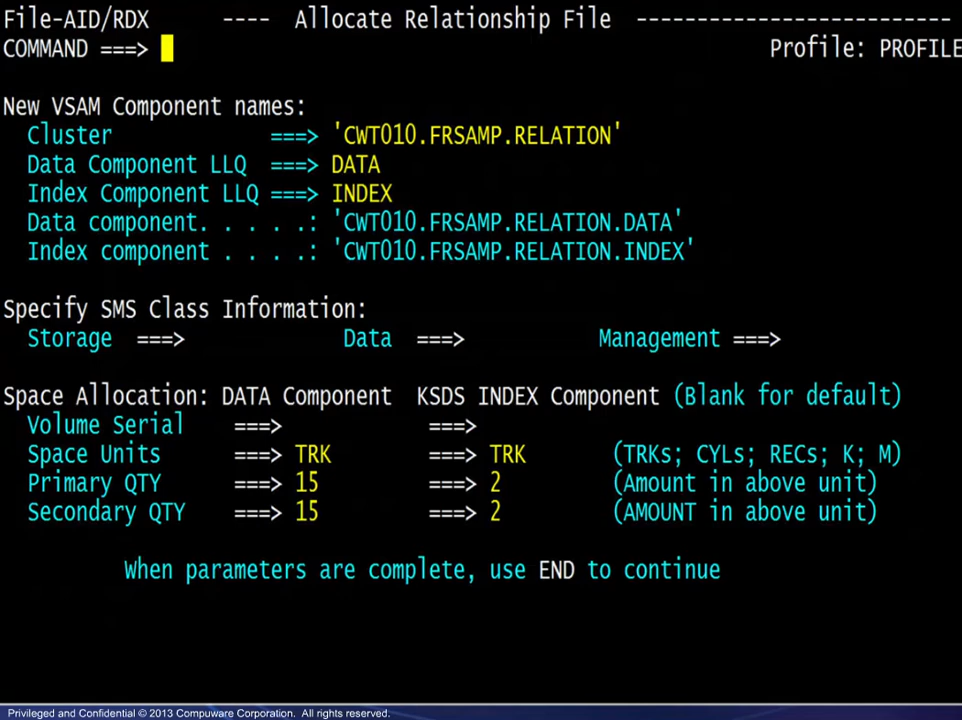 File-AID/RDX ---- Allocate Relationship File --------------------------
COMMAND ===> Profile: PROFILE
New VSAM Component names:
Cluster ===> 'CWT010.FRSAMP.RELATION'
Data Component LLQ ===> DATA
Index Component LLQ ===> INDEX
Data component. . . . .: 'CWT010.FRSAMP.RELATION.DATA'
Index component . . . .: 'CWT010.FRSAMP.RELATION.INDEX'
Specify SMS Class Information:
Storage ===> Data ===> Management ===>
Space Allocation: DATA Component KSDS INDEX Component (Blank for default)
Volume Serial ===> ===>
Space Units ===> TRK ===> TRK (TRKs; CYLs; RECs; K; M)
Primary QTY ===> 15 ===> 2 (Amount in above unit)
Secondary QTY ===> 15 ===> 2 (AMOUNT in above unit)
When parameters are complete, use END to continue
Privileged and Confidential © 2013 Compuware Corporation. All rights reserved.